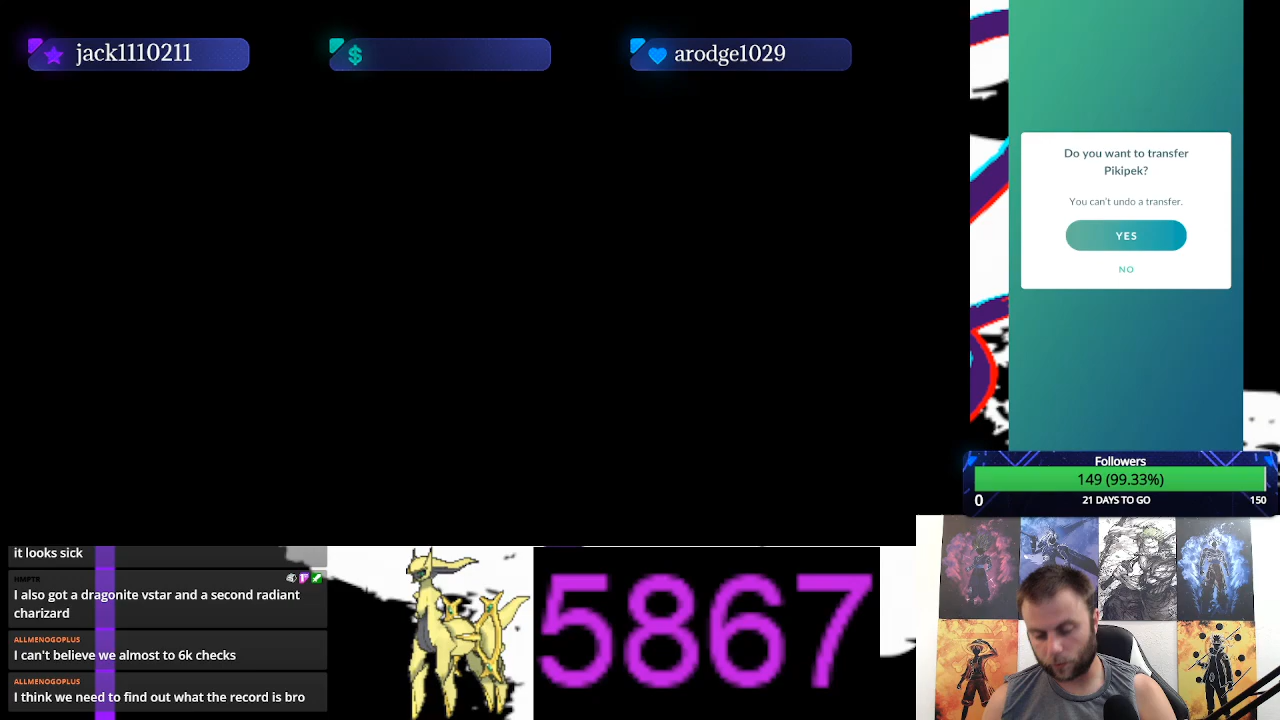 jack1110211
$
arodge1029
Do you want to transfer
Pikipek?
You can't undo a transfer.
YES
NO
Followers
149 (99.33%)
0
21 DAYS TO GO
150
it looks sick
HMPTR
I also got a dragonite vstar and a second radiant
charizard
ALLMENOGOPLUS
I can't believe we almost to 6k checks
ALLMENOGOPLUS
I think we need to find out what the record is bro
5867